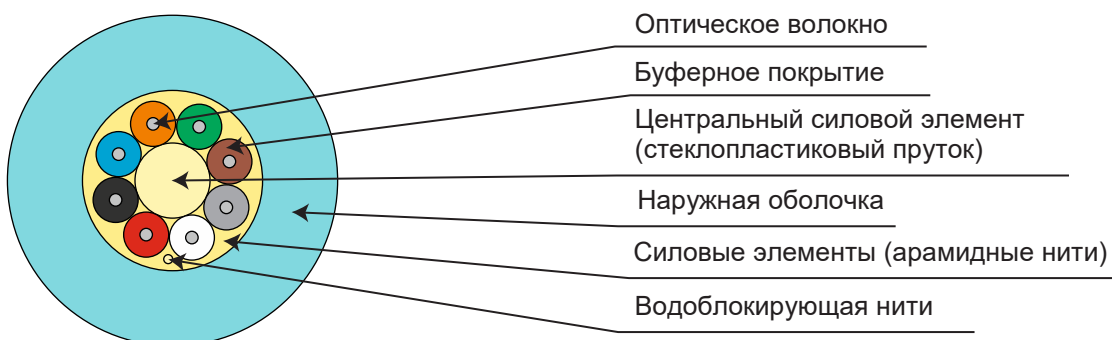 Оптическое волокно
Буферное покрытие
Центральный силовой элемент
(стеклопластиковый пруток)
Наружная оболочка
Силовые элементы (арамидные нити)
Водоблокирующая нити